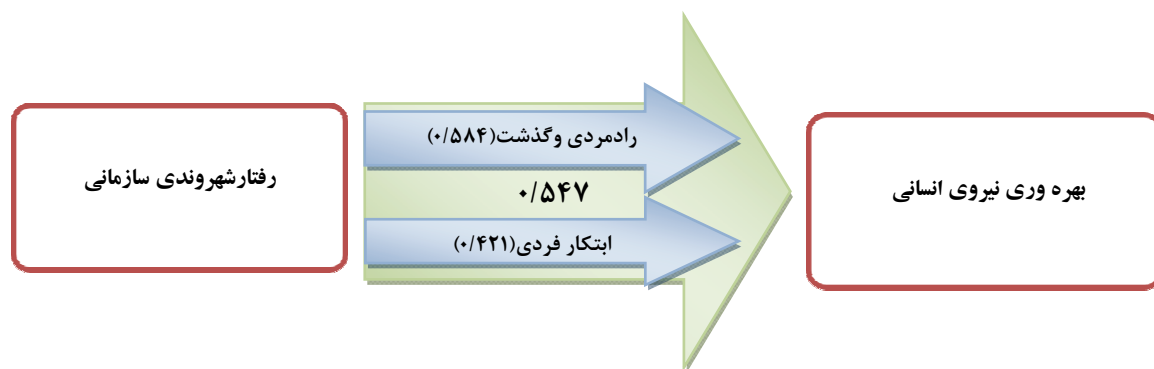 رفتارشهروندی سازمانی
رادمردی وگذشت(۰/۵۸۴)
۰/۵۴۷
ابتکار فردی(۰/۴۲۱)
بهره وری نیروی انسانی